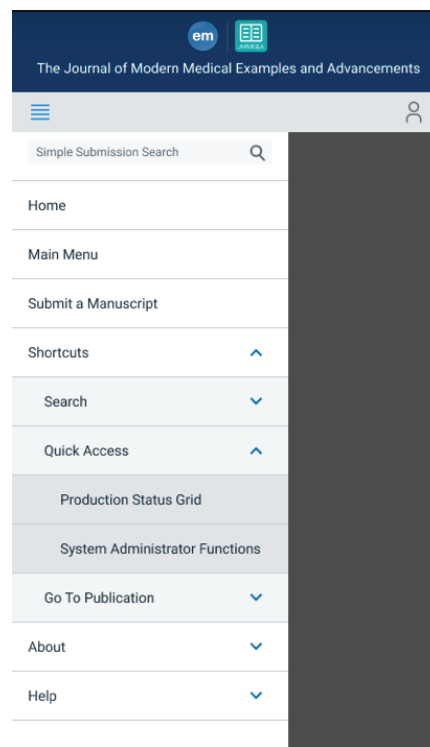 em
JMMEAA
The Journal of Modern Medical Examples and Advancements
Simple Submission Search
Home
Main Menu
Submit a Manuscript
Shortcuts
Search
Quick Access
Production Status Grid
System Administrator Functions
Go To Publication
About
Help